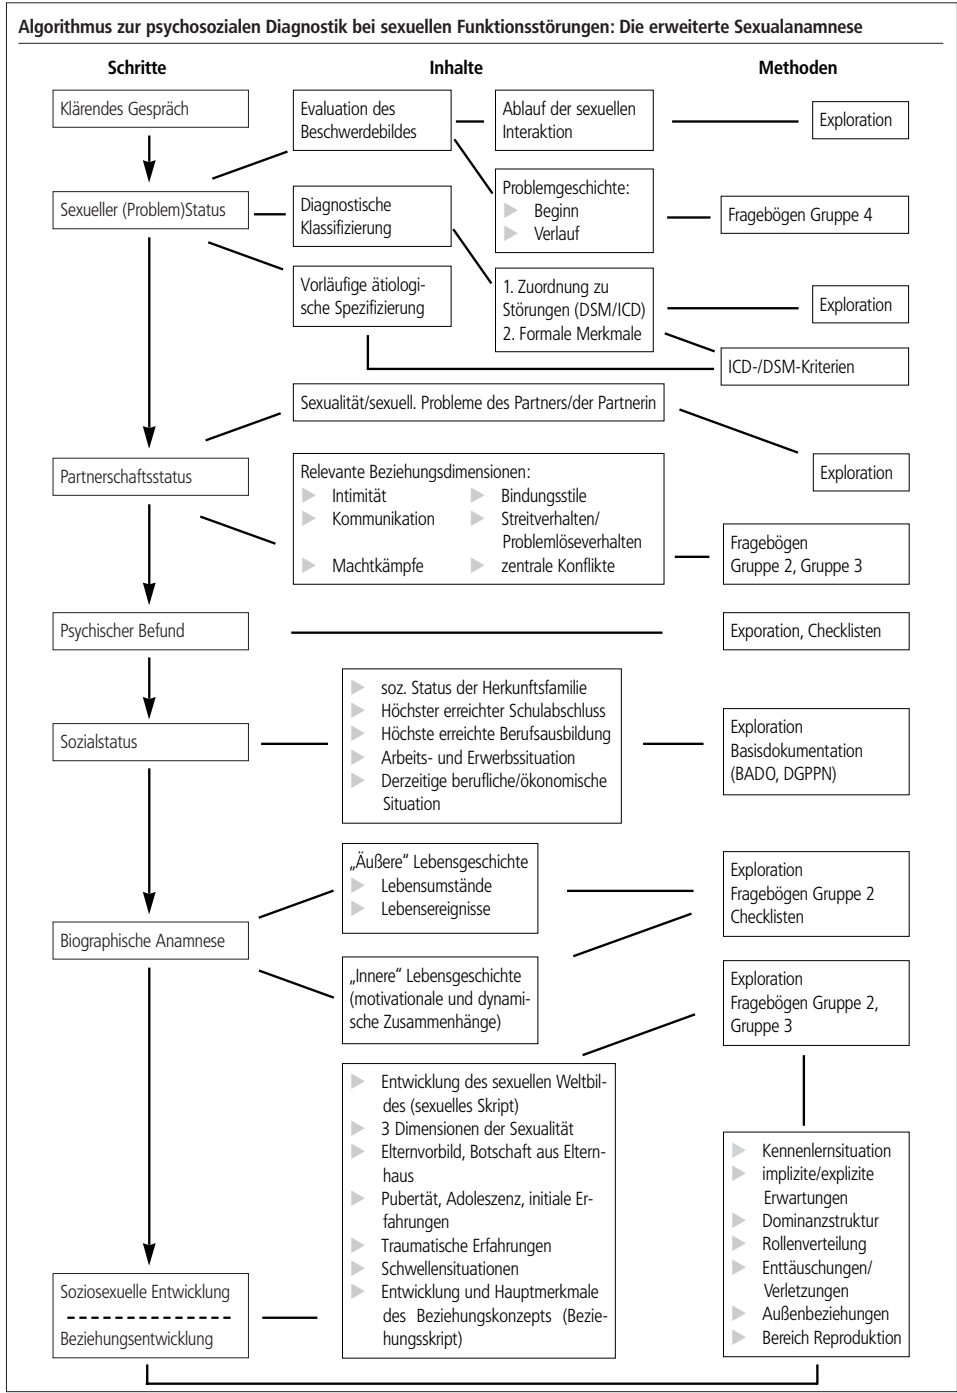 Algorithmus zur psychosozialen Diagnostik bei sexuellen Funktionsstörungen: Die erweiterte Sexualanamnese
Schritte
Inhalte
Methoden
Klärendes Gespräch
Evaluation des
Beschwerdebildes
Ablauf der sexuellen
Interaktion
Exploration
Sexueller (Problem)Status
Diagnostische
Klassifizierung
Problemgeschichte:
Beginn
Verlauf
Fragebögen Gruppe 4
Vorläufige ätiologi-
sche Spezifizierung
1. Zuordnung zu
Störungen (DSM/ICD)
2. Formale Merkmale
Exploration
ICD-/DSM-Kriterien
Sexualität/sexuell. Probleme des Partners/der Partnerin
Partnerschaftsstatus
Relevante Beziehungsdimensionen:
Intimität
Bindungsstile
Kommunikation
Streitverhalten/
Problemlöseverhalten
Machtkämpfe
zentrale Konflikte
Exploration
Fragebögen
Gruppe 2, Gruppe 3
Psychischer Befund
Exporation, Checklisten
Sozialstatus
soz. Status der Herkunftsfamilie
Höchster erreichter Schulabschluss
Höchste erreichte Berufsausbildung
Arbeits- und Erwerbssituation
Derzeitige berufliche/ökonomische
Situation
Exploration
Basisdokumentation
(BADO, DGPPN)
Biographische Anamnese
„Äußere“ Lebensgeschichte
Lebensumstände
Lebensereignisse
Exploration
Fragebögen Gruppe 2
Checklisten
„Innere“ Lebensgeschichte
(motivationale und dynami-
sche Zusammenhänge)
Exploration
Fragebögen Gruppe 2,
Gruppe 3
Soziosexuelle Entwicklung
Beziehungsentwicklung
Entwicklung des sexuellen Weltbil-
des (sexuelles Skript)
3 Dimensionen der Sexualität
Elternvorbild, Botschaft aus Eltern-
haus
Pubertät, Adoleszenz, initiale Er-
fahrungen
Traumatische Erfahrungen
Schwellensituationen
Entwicklung und Hauptmerkmale
des Beziehungskonzepts (Bezie-
hungsskript)
Kennenlernsituation
implizite/explizite
Erwartungen
Dominanzstruktur
Rollenverteilung
Enttäuschungen/
Verletzungen
Außenbeziehungen
Bereich Reproduktion